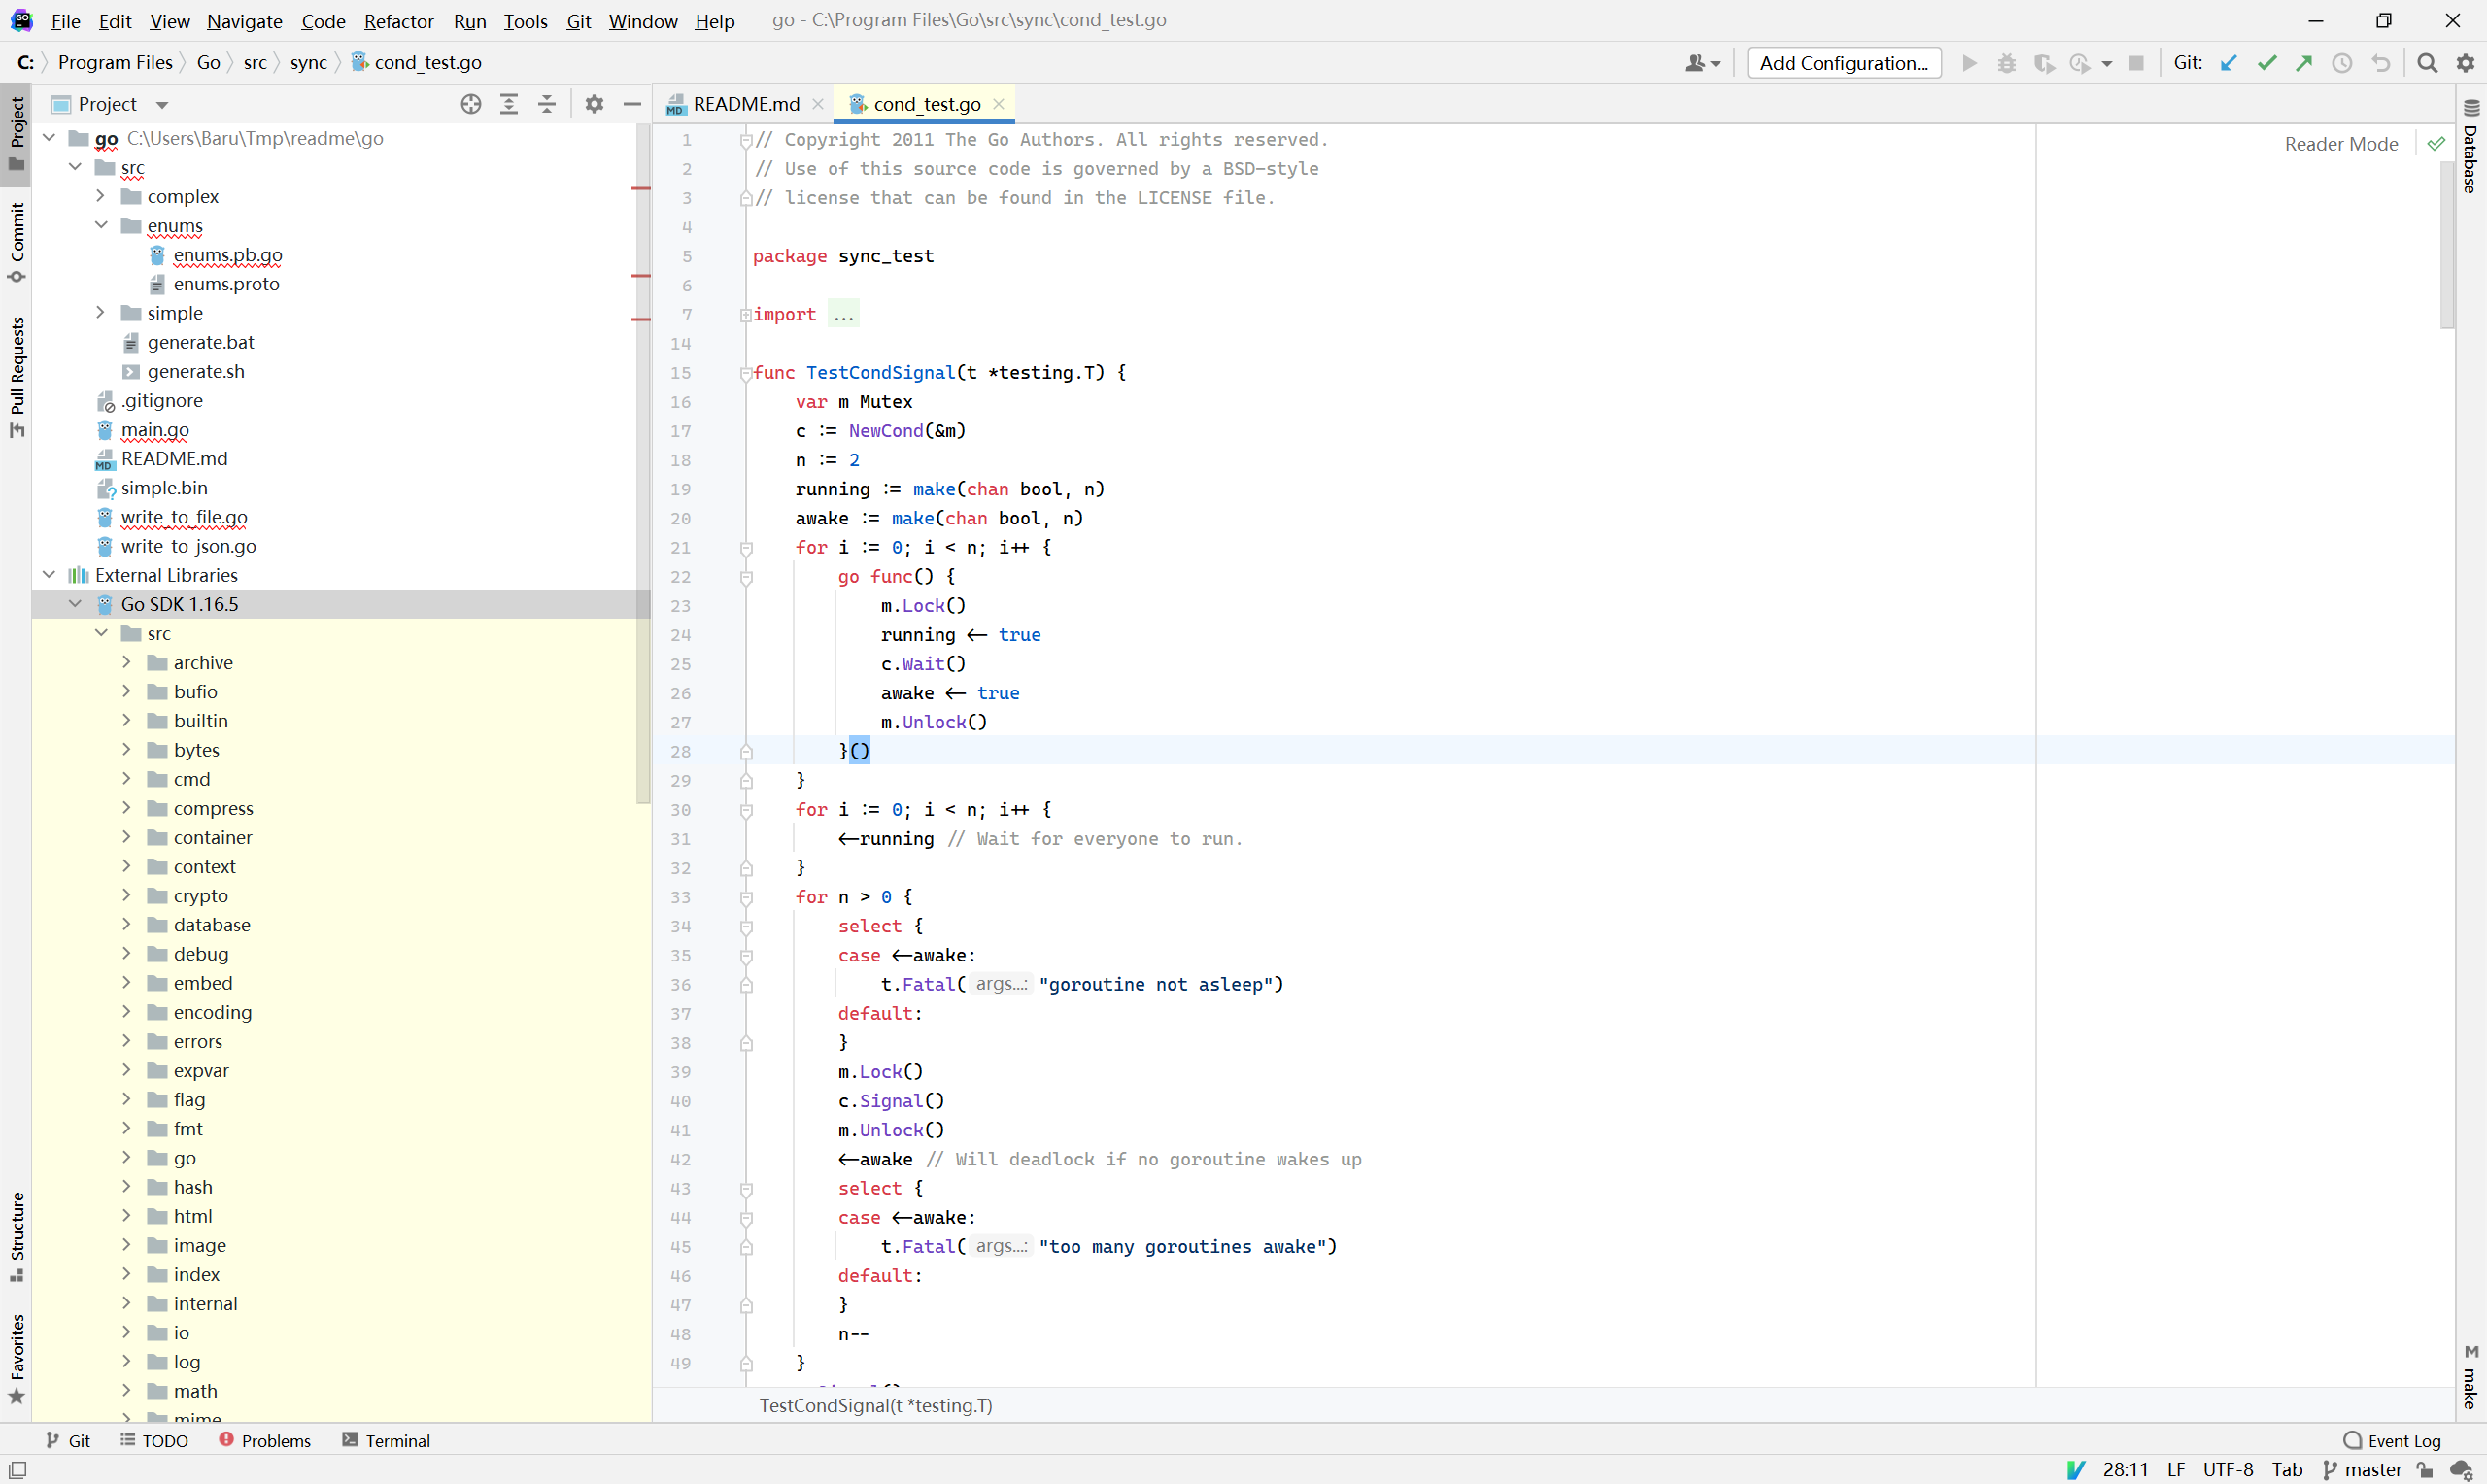 File Edit View Navigate Code Refactor Run Tools Git Window Help go - C:\Program Files\Go\src\sync\cond_test.go
C: Program Files Go src sync cond_test.go Add Configuration... Git:
Project
README.md cond_test.go
Project
Commit
Pull Requests
Structure
Favorites
go C:\Users\Baru\Tmp\readme\go
src
complex
enums
enums.pb.go
enums.proto
simple
generate.bat
generate.sh
.gitignore
main.go
README.md
simple.bin
write_to_file.go
write_to_json.go
External Libraries
Go SDK 1.16.5
src
archive
bufio
builtin
bytes
cmd
compress
container
context
crypto
database
debug
embed
encoding
errors
expvar
flag
fmt
go
hash
html
image
index
internal
io
log
math
mime
Reader Mode
1 // Copyright 2011 The Go Authors. All rights reserved.
2 // Use of this source code is governed by a BSD-style
3 // license that can be found in the LICENSE file.
4
5 package sync_test
6
7 import ...
14
15 func TestCondSignal(t *testing.T) {
16 var m Mutex
17 c := NewCond(&m)
18 n := 2
19 running := make(chan bool, n)
20 awake := make(chan bool, n)
21 for i := 0; i < n; i++ {
22 go func() {
23 m.Lock()
24 running <- true
25 c.Wait()
26 awake <- true
27 m.Unlock()
28 }()
29 }
30 for i := 0; i < n; i++ {
31 <-running // Wait for everyone to run.
32 }
33 for n > 0 {
34 select {
35 case <-awake:
36 t.Fatal( args...: "goroutine not asleep")
37 default:
38 }
39 m.Lock()
40 c.Signal()
41 m.Unlock()
42 <-awake // Will deadlock if no goroutine wakes up
43 select {
44 case <-awake:
45 t.Fatal( args...: "too many goroutines awake")
46 default:
47 }
48 n--
49 }
TestCondSignal(t *testing.T)
Database
make
Git TODO Problems Terminal Event Log
28:11 LF UTF-8 Tab master